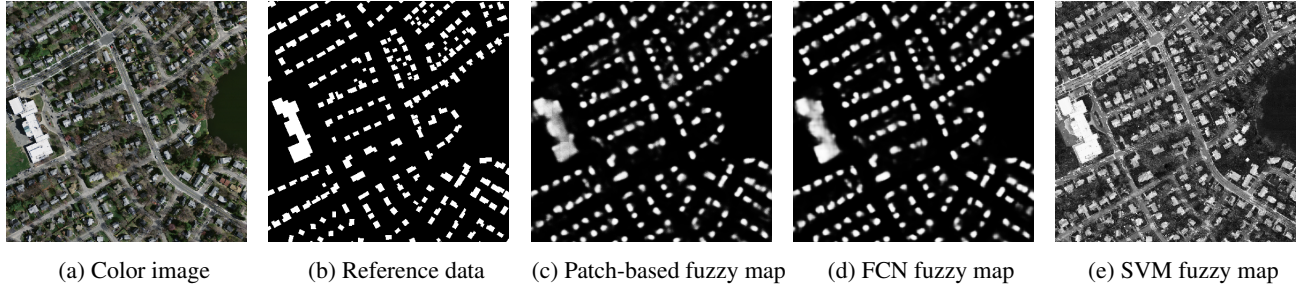 (a) Color image
(b) Reference data
(c) Patch-based fuzzy map
(d) FCN fuzzy map
(e) SVM fuzzy map